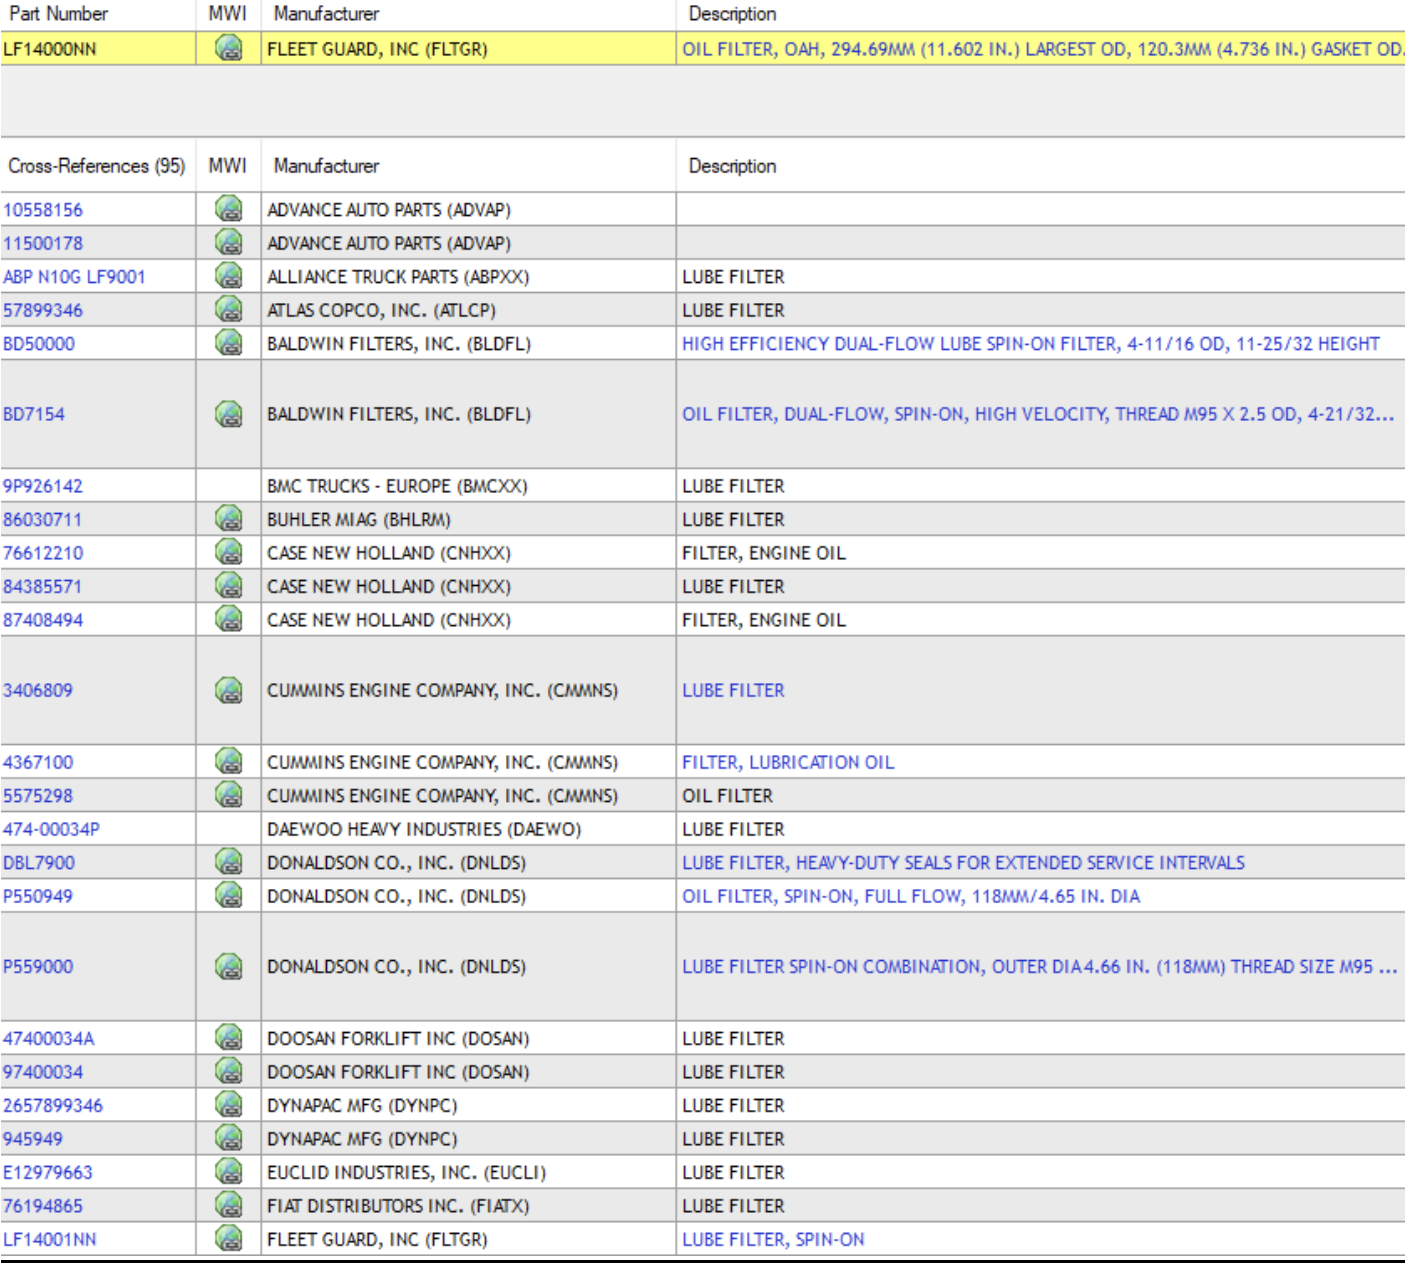 Part Number MWI Manufacturer Description
LF14000NN FLEET GUARD, INC (FLTGR) OIL FILTER, OAH, 294.69MM (11.602 IN.) LARGEST OD, 120.3MM (4.736 IN.) GASKET OD.
Cross-References (95) MWI Manufacturer Description
10558156 ADVANCE AUTO PARTS (ADVAP)
11500178 ADVANCE AUTO PARTS (ADVAP)
ABP N10G LF9001 ALLIANCE TRUCK PARTS (ABPXX) LUBE FILTER
57899346 ATLAS COPCO, INC. (ATLCP) LUBE FILTER
BD50000 BALDWIN FILTERS, INC. (BLDFL) HIGH EFFICIENCY DUAL-FLOW LUBE SPIN-ON FILTER, 4-11/16 OD, 11-25/32 HEIGHT
BD7154 BALDWIN FILTERS, INC. (BLDFL) OIL FILTER, DUAL-FLOW, SPIN-ON, HIGH VELOCITY, THREAD M95 X 2.5 OD, 4-21/32...
9P926142 BMC TRUCKS - EUROPE (BMCXX) LUBE FILTER
86030711 BUHLER MIAG (BHLRM) LUBE FILTER
76612210 CASE NEW HOLLAND (CNHXX) FILTER, ENGINE OIL
84385571 CASE NEW HOLLAND (CNHXX) LUBE FILTER
87408494 CASE NEW HOLLAND (CNHXX) FILTER, ENGINE OIL
3406809 CUMMINS ENGINE COMPANY, INC. (CMMNS) LUBE FILTER
4367100 CUMMINS ENGINE COMPANY, INC. (CMMNS) FILTER, LUBRICATION OIL
5575298 CUMMINS ENGINE COMPANY, INC. (CMMNS) OIL FILTER
474-00034P DAEWOO HEAVY INDUSTRIES (DAEWO) LUBE FILTER
DBL7900 DONALDSON CO., INC. (DNLDS) LUBE FILTER, HEAVY-DUTY SEALS FOR EXTENDED SERVICE INTERVALS
P550949 DONALDSON CO., INC. (DNLDS) OIL FILTER, SPIN-ON, FULL FLOW, 118MM/4.65 IN. DIA
P559000 DONALDSON CO., INC. (DNLDS) LUBE FILTER SPIN-ON COMBINATION, OUTER DIA4.66 IN. (118MM) THREAD SIZE M95 ...
47400034A DOOSAN FORKLIFT INC (DOSAN) LUBE FILTER
97400034 DOOSAN FORKLIFT INC (DOSAN) LUBE FILTER
2657899346 DYNAPAC MFG (DYNPC) LUBE FILTER
945949 DYNAPAC MFG (DYNPC) LUBE FILTER
E12979663 EUCLID INDUSTRIES, INC. (EUCLI) LUBE FILTER
76194865 FIAT DISTRIBUTORS INC. (FIATX) LUBE FILTER
LF14001NN FLEET GUARD, INC (FLTGR) LUBE FILTER, SPIN-ON